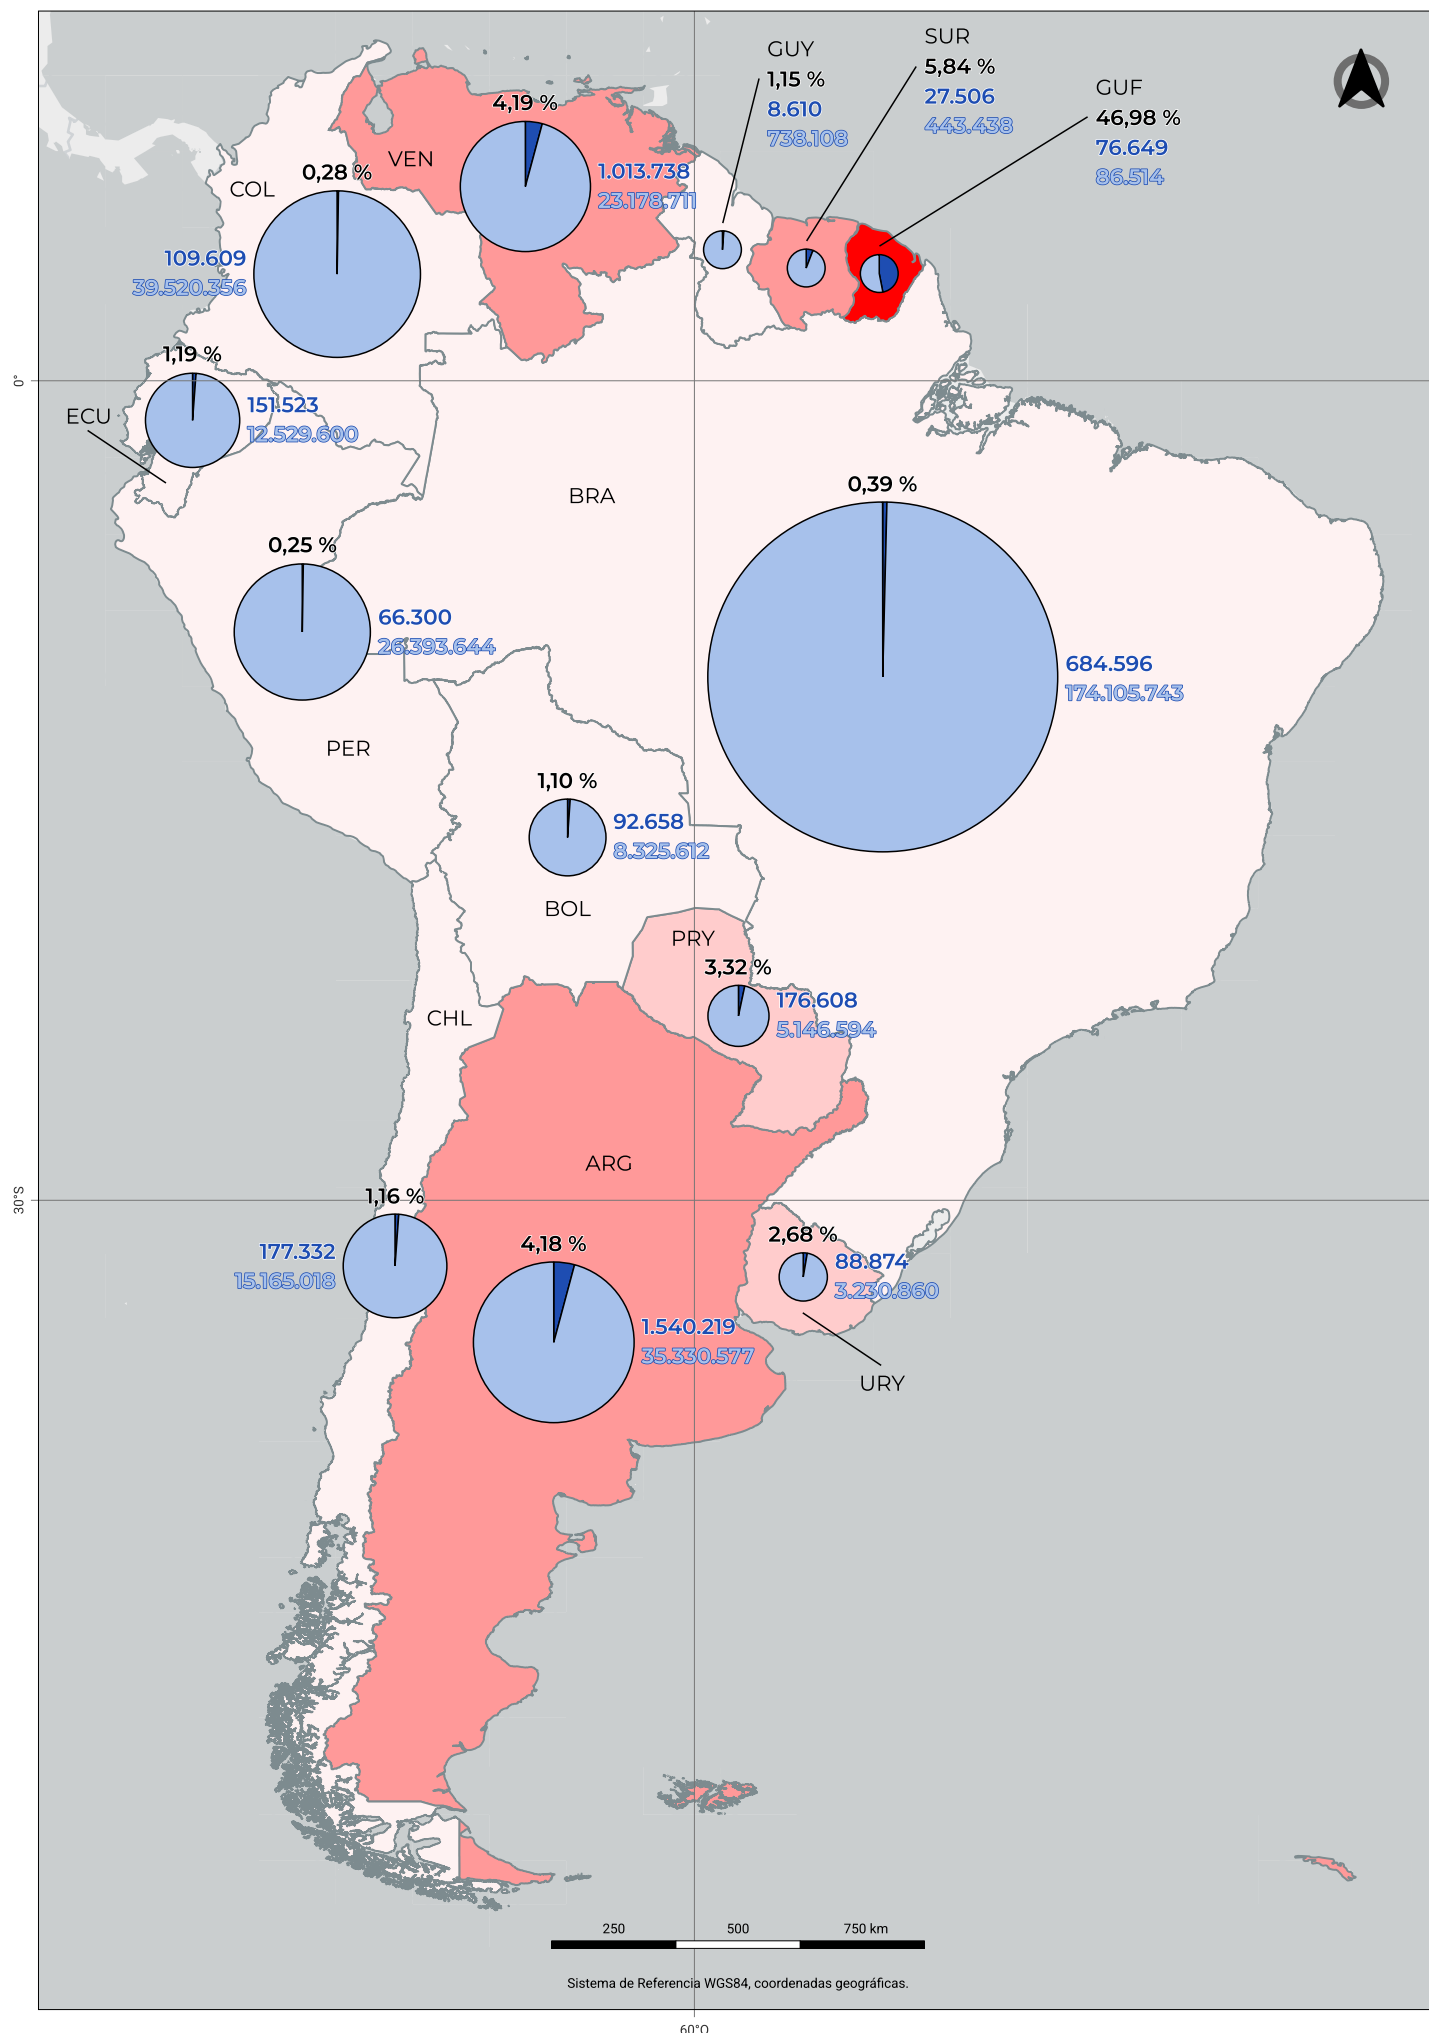 GUY
1,15 %
8.610
738.108
SUR
5,84 %
27.506
443.438
GUF
46,98 %
76.649
86.514
4,19 %
VEN
1.013.738
23.178.711
COL
0,28 %
109.609
39.520.356
0°
1,19 %
ECU
151.523
12.529.600
BRA
0,39 %
684.596
174.105.743
0,25 %
66.300
26.393.644
PER
1,10 %
92.658
8.325.612
BOL
PRY
3,32 %
176.608
5.146.594
CHL
ARG
30°S
1,16 %
177.332
15.165.018
4,18 %
1.540.219
35.330.577
2,68 %
88.874
3.230.860
URY
250 500 750 km
Sistema de Referencia WGS84, coordenadas geográficas.
60°O